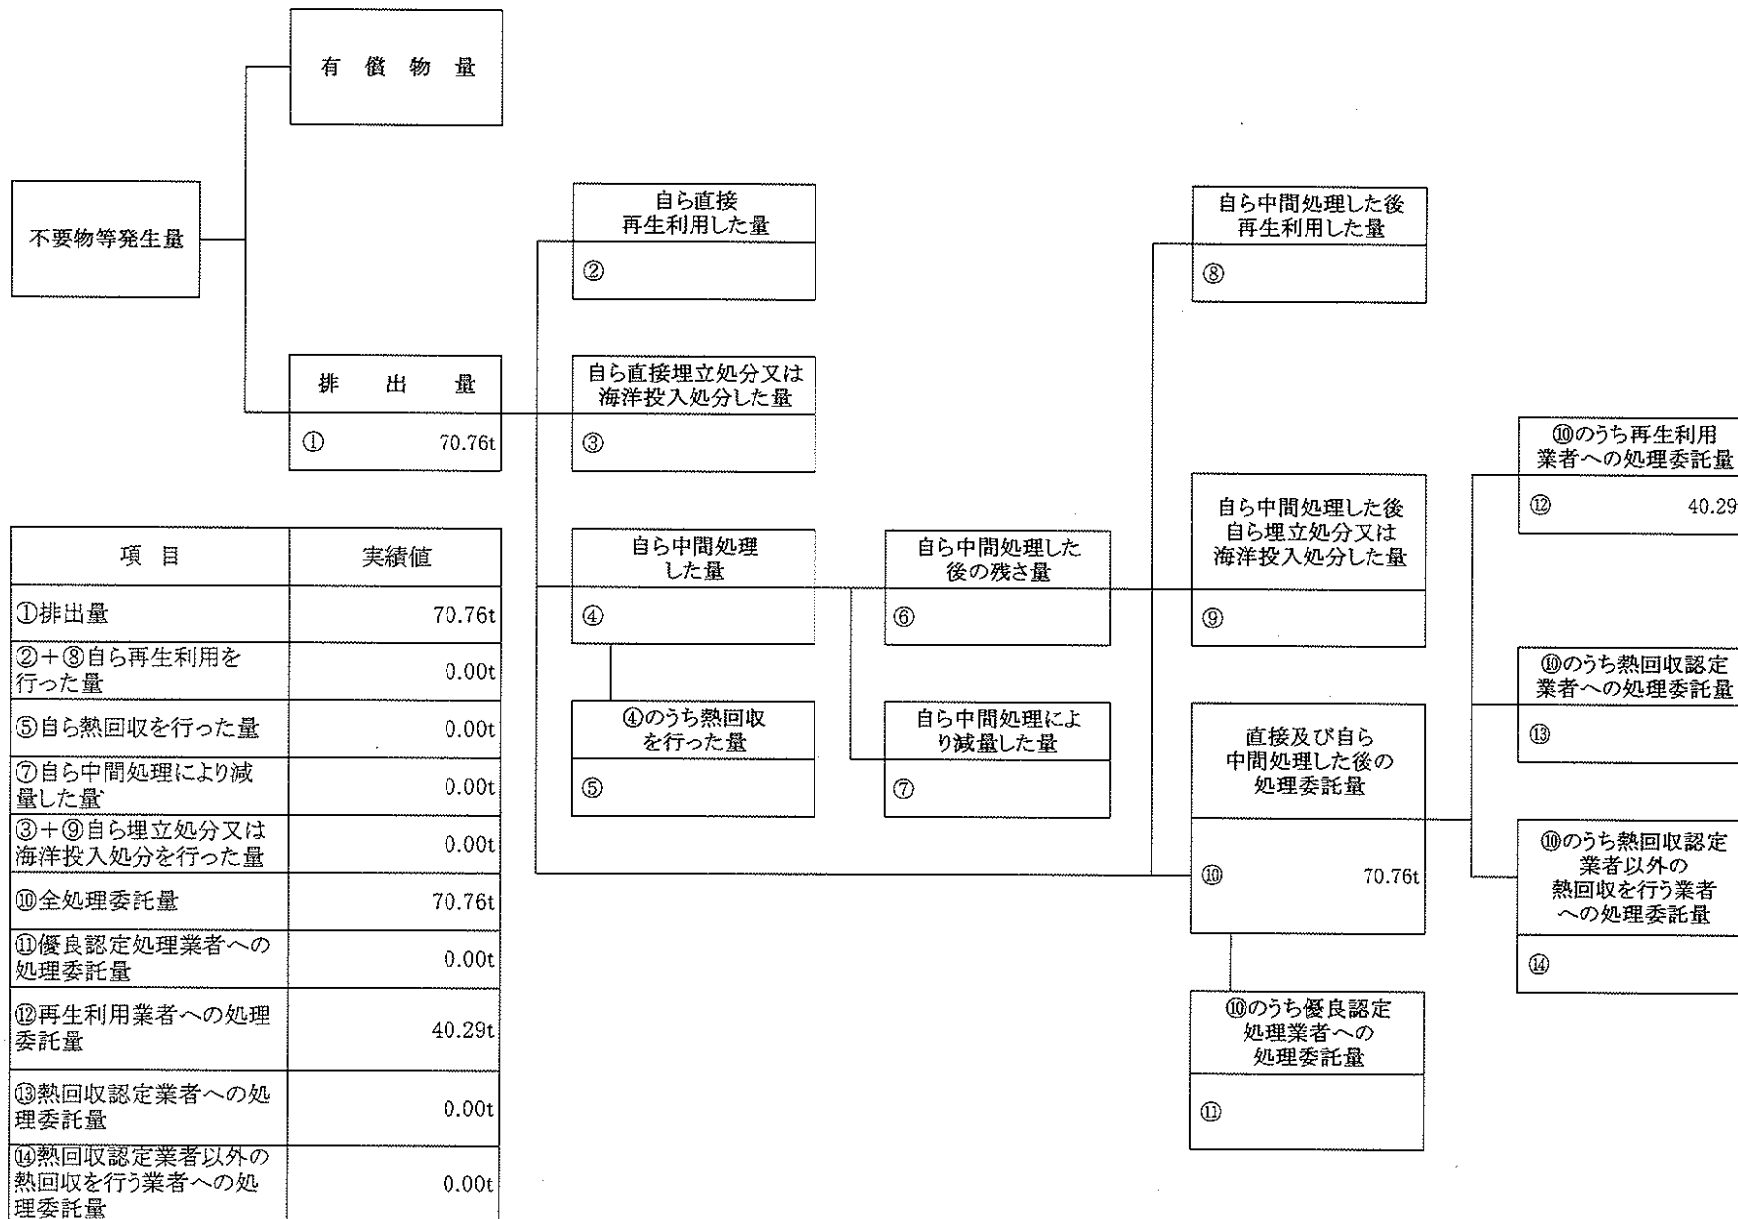 有償物量
不要物等発生量
排出量
① 70.76t
自ら直接
再生利用した量
②
自ら直接埋立処分又は
海洋投入処分した量
③
自ら中間処理
した量
④
④のうち熱回収
を行った量
⑤
自ら中間処理した
後の残さ量
⑥
自ら中間処理によ
り減量した量
⑦
自ら中間処理した後
再生利用した量
⑧
自ら中間処理した後
自ら埋立処分又は
海洋投入処分した量
⑨
直接及び自ら
中間処理した後の
処理委託量
⑩ 70.76t
⑩のうち優良認定
処理業者への
処理委託量
⑪
⑩のうち再生利用
業者への処理委託量
⑫ 40.29
⑩のうち熱回収認定
業者への処理委託量
⑬
⑩のうち熱回収認定
業者以外の
熱回収を行う業者
への処理委託量
⑭
項目 実績値
①排出量 70.76t
②+⑧自ら再生利用を
行った量 0.00t
⑤自ら熱回収を行った量 0.00t
⑦自ら中間処理により減
量した量 0.00t
③+⑨自ら埋立処分又は
海洋投入処分を行った量 0.00t
⑩全処理委託量 70.76t
⑪優良認定処理業者への
処理委託量 0.00t
⑫再生利用業者への処理
委託量 40.29t
⑬熱回収認定業者への処
理委託量 0.00t
⑭熱回収認定業者以外の
熱回収を行う業者への処
理委託量 0.00t